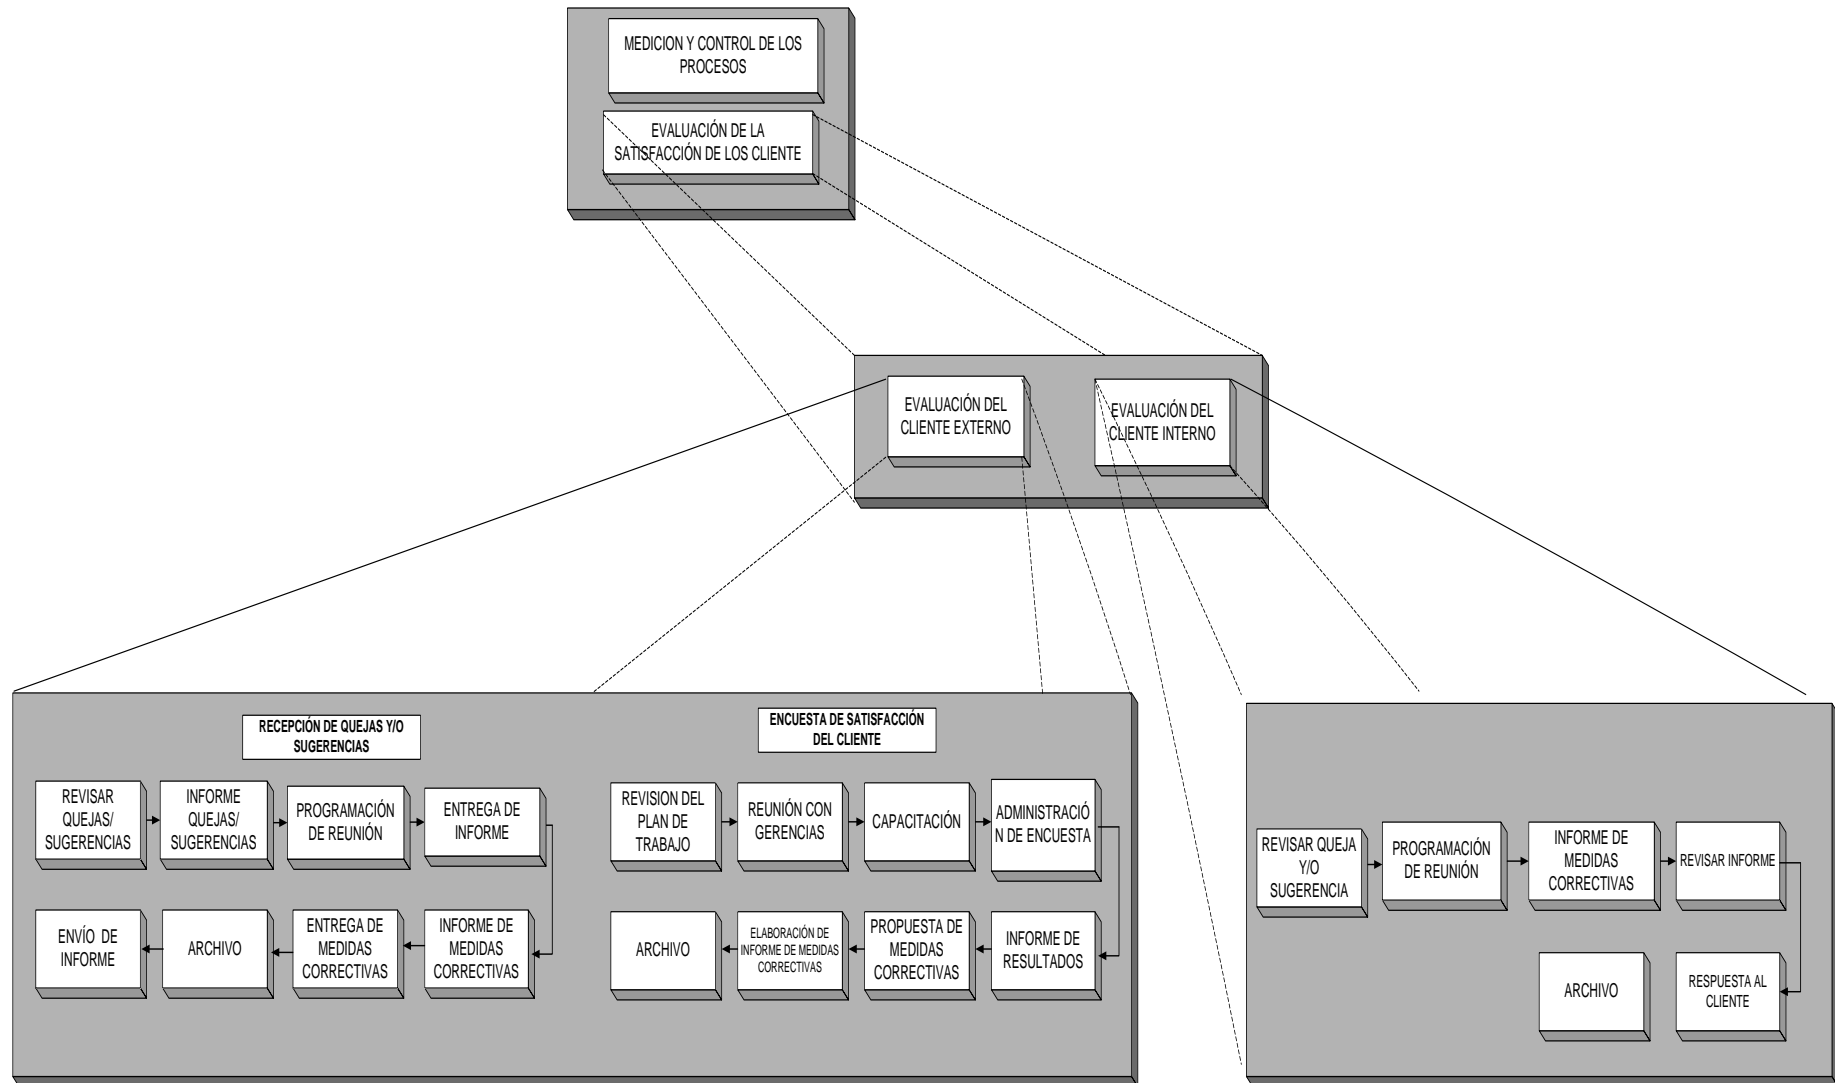 MEDICION Y CONTROL DE LOS
PROCESOS
EVALUACIÓN DE LA
SATISFACCIÓN DE LOS CLIENTE
EVALUACIÓN DEL
CLIENTE EXTERNO
EVALUACIÓN DEL
CLIENTE INTERNO
RECEPCIÓN DE QUEJAS Y/O
SUGERENCIAS
REVISAR
QUEJAS/
SUGERENCIAS
INFORME
QUEJAS/
SUGERENCIAS
PROGRAMACIÓN
DE REUNIÓN
ENTREGA DE
INFORME
ENVÍO DE
INFORME
ARCHIVO
ENTREGA DE
MEDIDAS
CORRECTIVAS
INFORME DE
MEDIDAS
CORRECTIVAS
ENCUESTA DE SATISFACCIÓN
DEL CLIENTE
REVISION DEL
PLAN DE
TRABAJO
REUNIÓN CON
GERENCIAS
CAPACITACIÓN
ADMINISTRACIÓ
N DE ENCUESTA
ARCHIVO
ELABORACIÓN DE
INFORME DE MEDIDAS
CORRECTIVAS
PROPUESTA DE
MEDIDAS
CORRECTIVAS
INFORME DE
RESULTADOS
REVISAR QUEJA
Y/O
SUGERENCIA
PROGRAMACIÓN
DE REUNIÓN
INFORME DE
MEDIDAS
CORRECTIVAS
REVISAR INFORME
ARCHIVO
RESPUESTA AL
CLIENTE